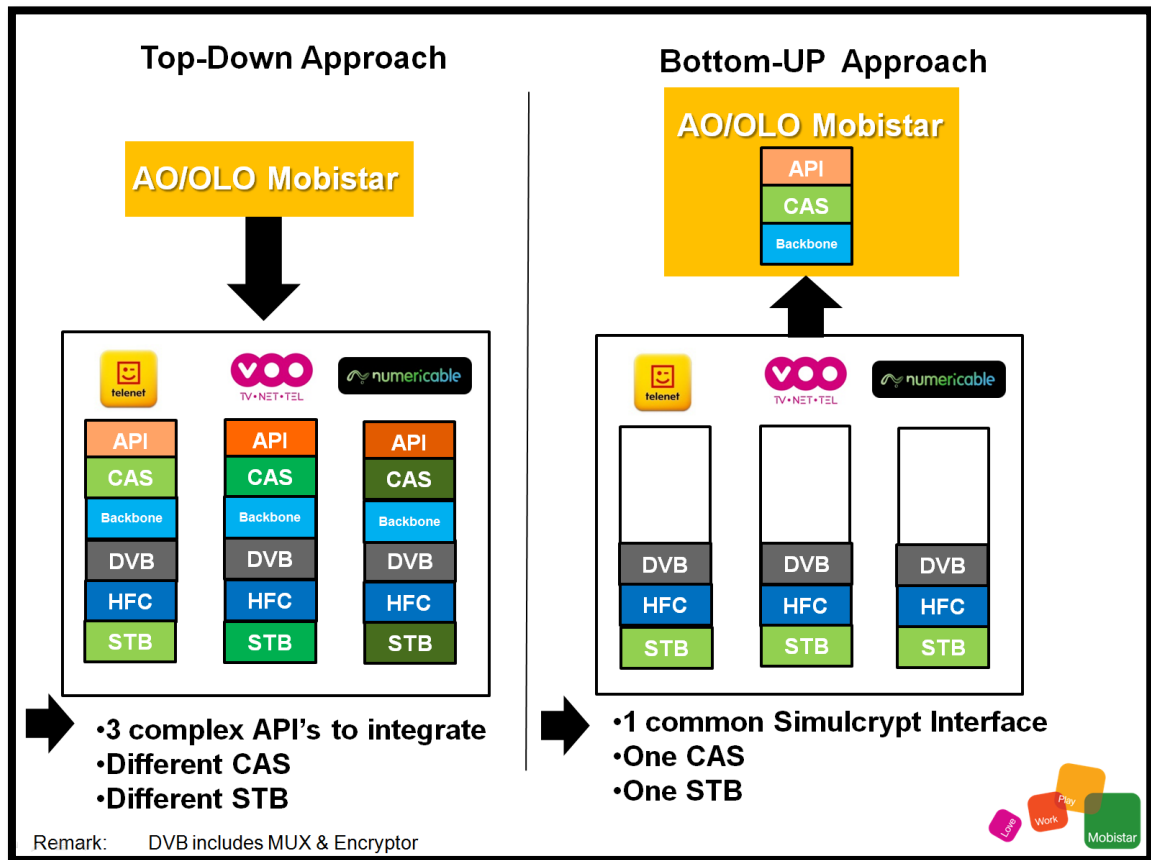 Top-Down Approach
AO/OLO Mobistar
telenet
VOO
TV•NET•TEL
numericable
API
CAS
Backbone
DVB
HFC
STB
API
CAS
Backbone
DVB
HFC
STB
API
CAS
Backbone
DVB
HFC
STB
•3 complex API's to integrate
•Different CAS
•Different STB
Bottom-UP Approach
AO/OLO Mobistar
API
CAS
Backbone
telenet
VOO
TV•NET•TEL
numericable
DVB
HFC
STB
DVB
HFC
STB
DVB
HFC
STB
•1 common Simulcrypt Interface
•One CAS
•One STB
Remark: DVB includes MUX & Encryptor
Love
Work
Play
Mobistar